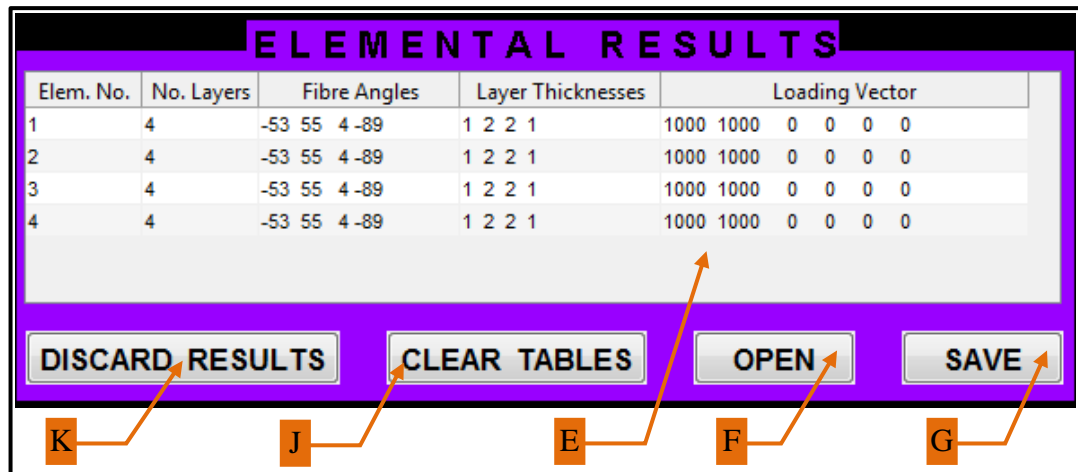 ELEMENTAL RESULTS
Elem. No. No. Layers Fibre Angles Layer Thicknesses Loading Vector
1 4 -53 55 4 -89 1 2 2 1 1000 1000 0 0 0 0
2 4 -53 55 4 -89 1 2 2 1 1000 1000 0 0 0 0
3 4 -53 55 4 -89 1 2 2 1 1000 1000 0 0 0 0
4 4 -53 55 4 -89 1 2 2 1 1000 1000 0 0 0 0
DISCARD RESULTS CLEAR TABLES OPEN SAVE
K J E F G